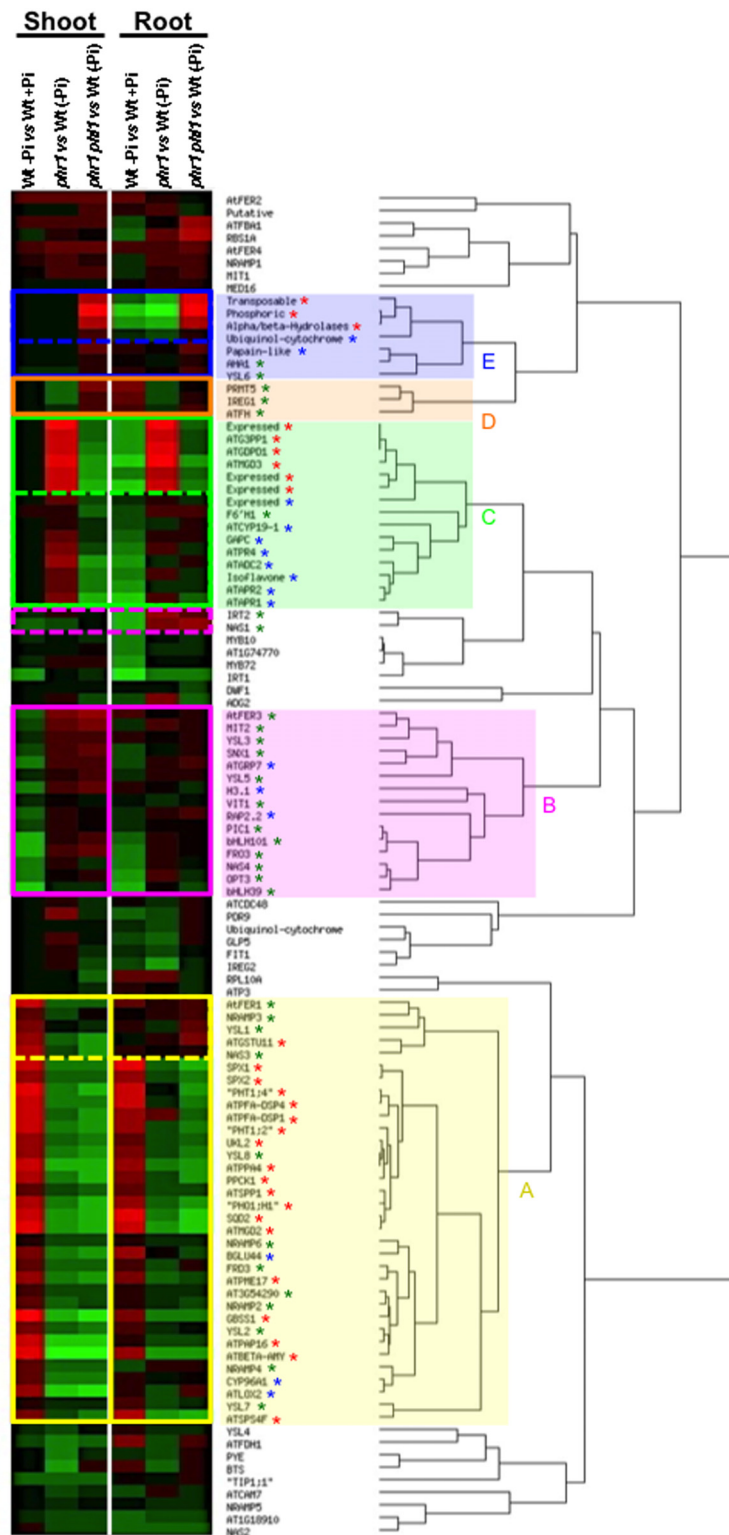 Shoot Root
Wt -Pi vs Wt +Pi
phr1 vs Wt (-Pi)
phr1 phl1 vs Wt (-Pi)
Wt -Pi vs Wt +Pi
phr1 vs Wt (-Pi)
phr1 phl1 vs Wt (-Pi)
AtFER2
Putative
ATFBA1
RBS1A
AtFER4
NRAMP1
MIT1
MED16
Transposable *
Phosphoric *
Alpha/beta-Hydrolases *
Ubiquinol-cytochrome *
Papain-like *
AHA1 *
YSL6 *
E
PRMT5 *
IREG1 *
ATFH *
D
Expressed *
ATG3PP1 *
ATGDPD1 *
ATMGD3 *
Expressed *
Expressed *
Expressed *
F6'H1 *
C
ATCYP19-1 *
GAPC *
ATPR4 *
ATADC2 *
Isoflavone *
ATAPR2 *
ATAPR1 *
IRT2 *
NAS1 *
MYB10
AT1G74770
MYB72
IRT1
DWF1
ADG2
AtFER3 *
MIT2 *
YSL3 *
SNX1 *
ATGRP7 *
YSL5 *
H3.1 *
VIT1 *
B
RAP2.2 *
PIC1 *
bHLH101 *
FRO3 *
NAS4 *
OPT3 *
bHLH39 *
ATCDC48
PDR9
Ubiquinol-cytochrome
GLP5
FIT1
IREG2
RPL10A
ATP3
AtFER1 *
NRAMP3 *
YSL1 *
ATGSTU11 *
NAS3 *
SPX1 *
SPX2 *
"PHT1;4" *
ATPFA-DSP4 *
ATPFA-DSP1 *
"PHT1;2" *
UKL2 *
YSL8 *
ATPPA4 *
PPCK1 *
A
ATSPP1 *
"PHO1;H1" *
SQD2 *
ATMGD2 *
NRAMP6 *
BGLU44 *
FRD3 *
ATPME17 *
AT3G54290 *
NRAMP2 *
GBSS1 *
YSL2 *
ATPAP16 *
ATBETA-AMY *
NRAMP4 *
CYP96A1 *
ATLOX2 *
YSL7 *
ATSPS4F *
YSL4
ATFDH1
PYE
BTS
"TIP1;1"
ATCAM7
NRAMP5
AT1G18910
NAS2